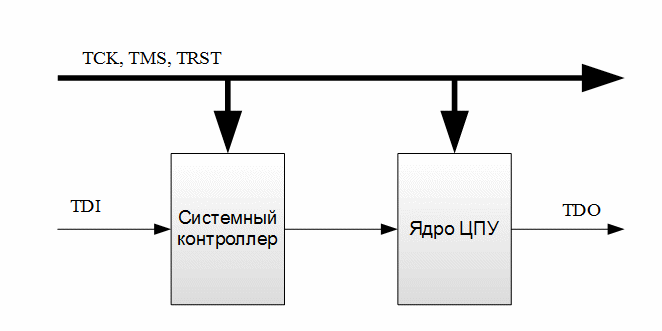 TCK, TMS, TRST
TDI
Системный
контроллер
Ядро ЦПУ
TDO